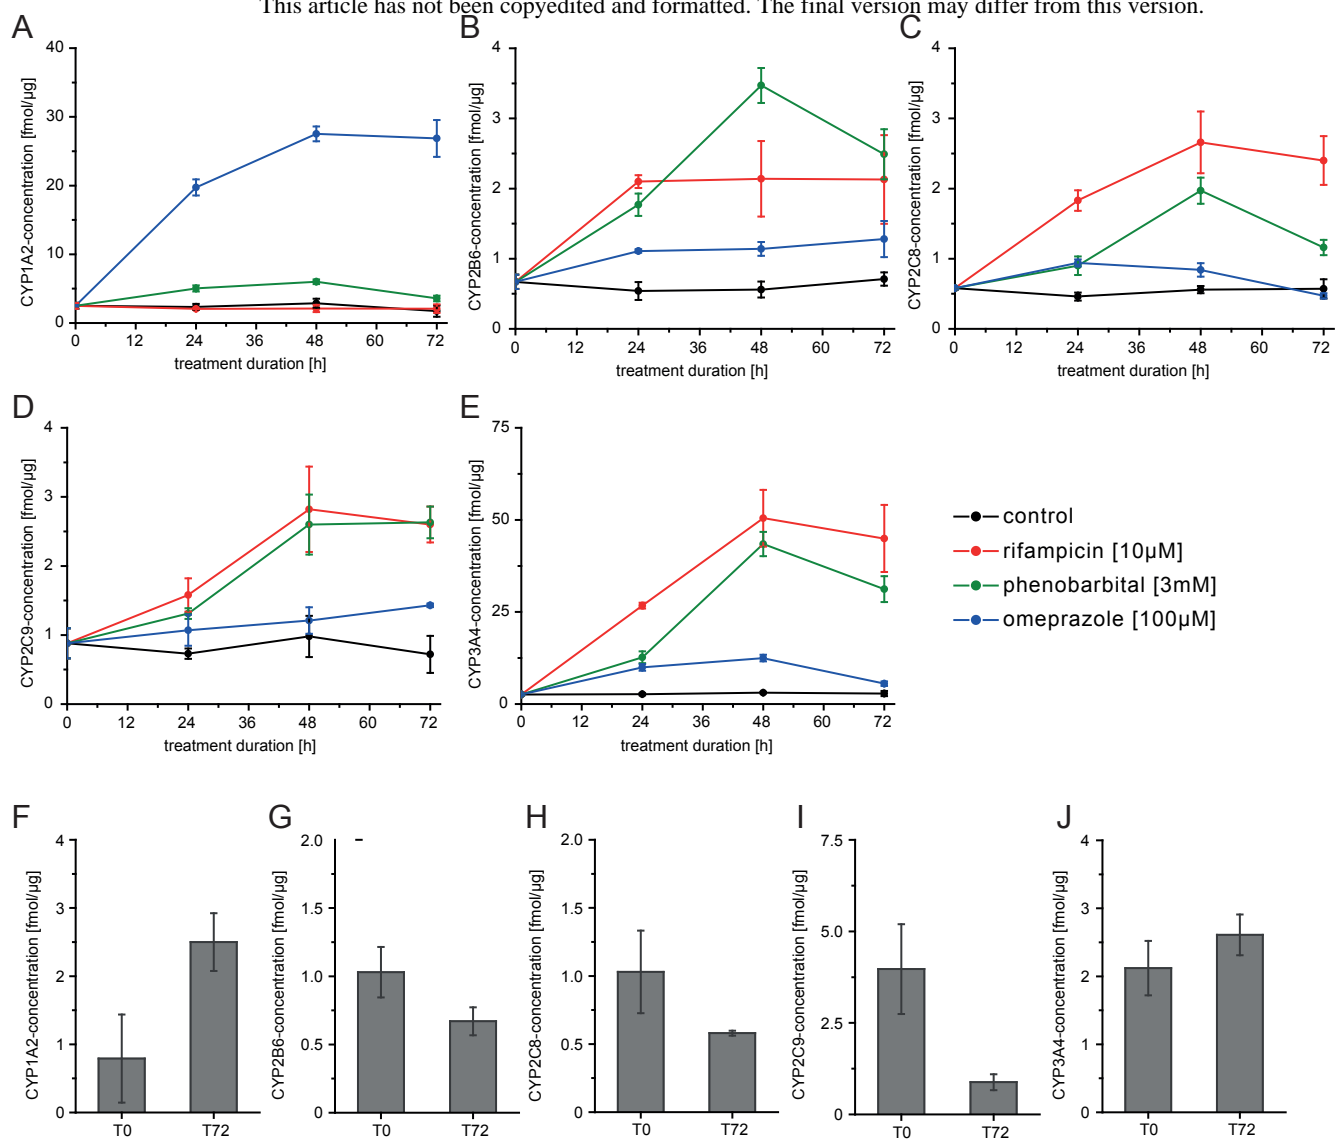 This article has not been copyedited and formatted. The final version may differ from this version.
A
B
C
CYP1A2-concentration [fmol/µg]
40
30
20
10
0
0 12 24 36 48 60 72
treatment duration [h]
CYP2B6-concentration [fmol/µg]
4
3
2
1
0
0 12 24 36 48 60 72
treatment duration [h]
CYP2C8-concentration [fmol/µg]
4
3
2
1
0
0 12 24 36 48 60 72
treatment duration [h]
D
E
CYP2C9-concentration [fmol/µg]
4
3
2
1
0
0 12 24 36 48 60 72
treatment duration [h]
CYP3A4-concentration [fmol/µg]
75
50
25
0
0 12 24 36 48 60 72
treatment duration [h]
control
rifampicin [10µM]
phenobarbital [3mM]
omeprazole [100µM]
F
G
H
I
J
CYP1A2-concentration [fmol/µg]
4
3
2
1
0
T0 T72
CYP2B6-concentration [fmol/µg]
2.0
1.5
1.0
0.5
0
T0 T72
CYP2C8-concentration [fmol/µg]
2.0
1.5
1.0
0.5
0
T0 T72
CYP2C9-concentration [fmol/µg]
7.5
5.0
2.5
0
T0 T72
CYP3A4-concentration [fmol/µg]
4
3
2
1
0
T0 T72